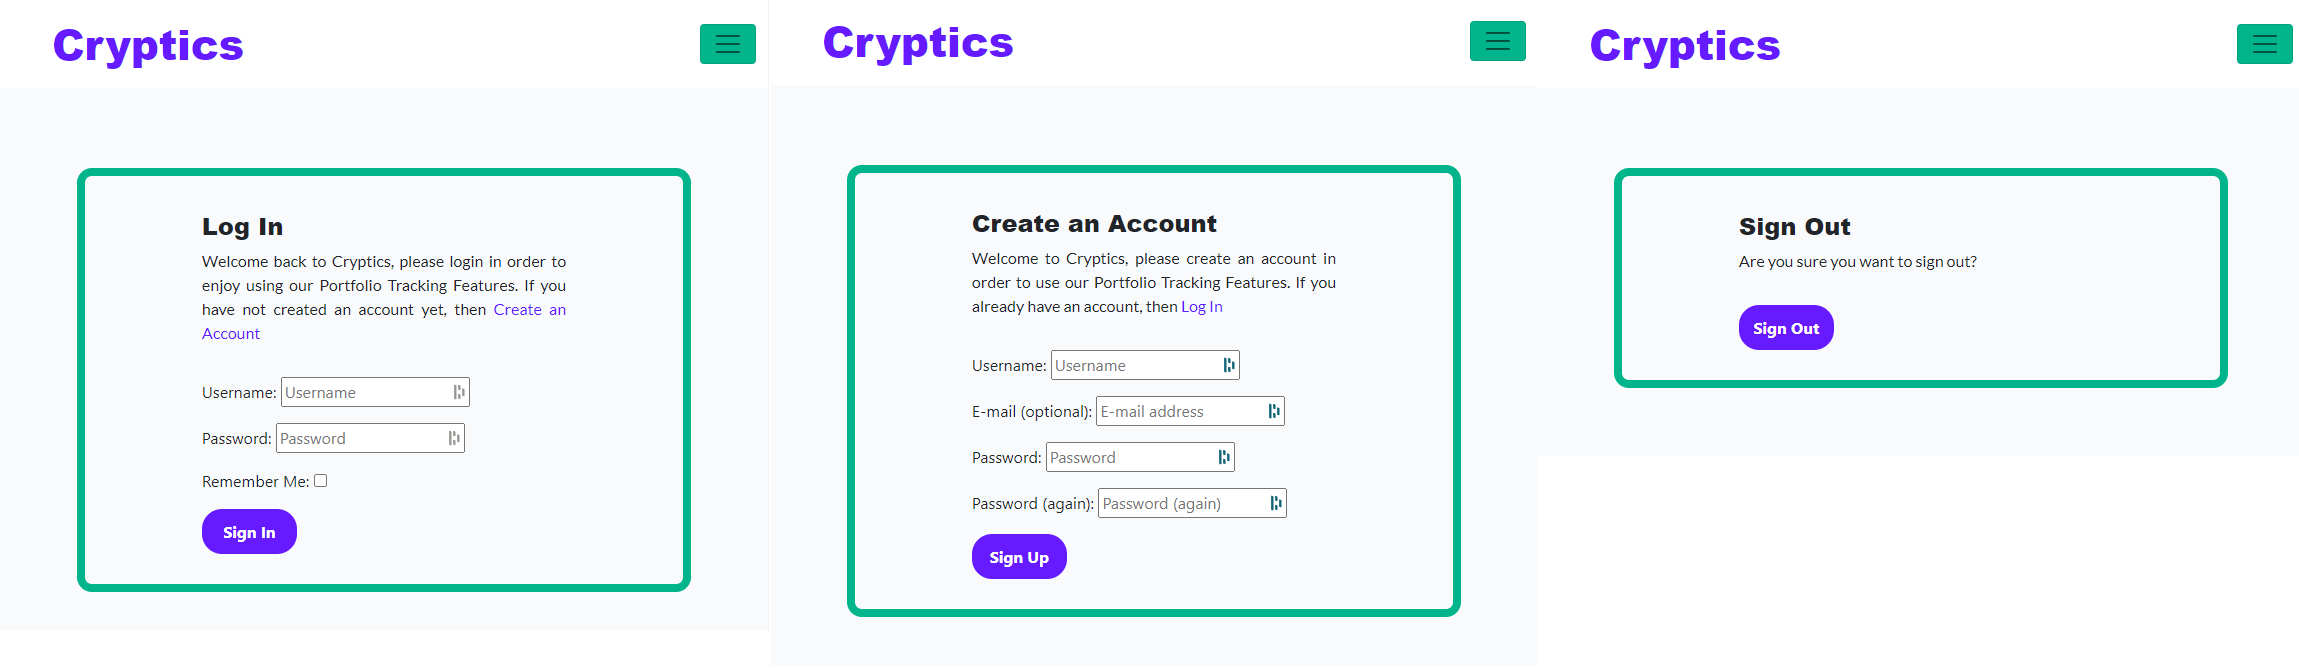 Cryptics
Log In
Welcome back to Cryptics, please login in order to
enjoy using our Portfolio Tracking Features. If you
have not created an account yet, then Create an
Account
Username: Username
Password: Password
Remember Me:
Sign In
Cryptics
Create an Account
Welcome to Cryptics, please create an account in
order to use our Portfolio Tracking Features. If you
already have an account, then Log In
Username: Username
E-mail (optional): E-mail address
Password: Password
Password (again): Password (again)
Sign Up
Cryptics
Sign Out
Are you sure you want to sign out?
Sign Out